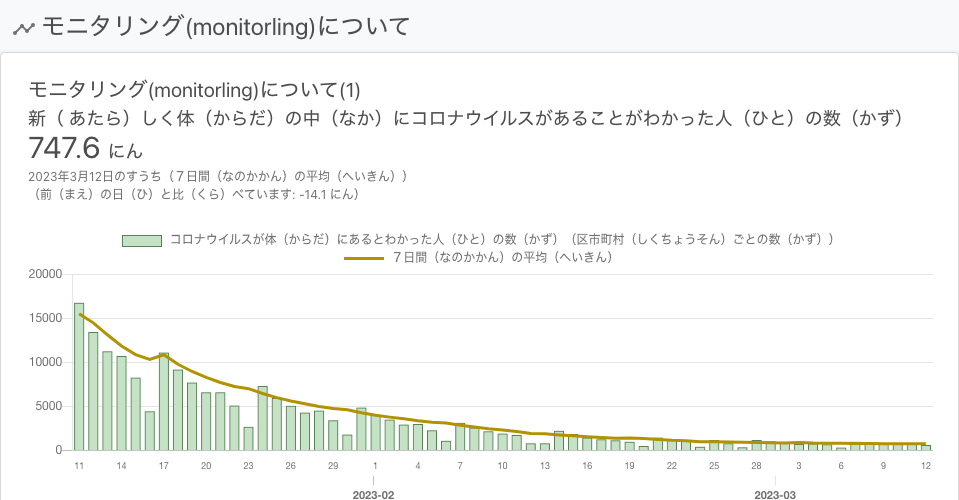 モニタリング(monitorling)について
モニタリング(monitorling)について(1)
新（ あたら）しく体（からだ）の中（なか）にコロナウイルスがあることがわかった人（ひと）の数（かず）
747.6 にん
2023年3月12日のすうち（７日間（なのかかん）の平均（へいきん））
（前（まえ）の日（ひ）と比（くら）べています: -14.1 にん）
コロナウイルスが体（からだ）にあるとわかった人（ひと）の数（かず）（区市町村（しくちょうそん）ごとの数（かず））
７日間（なのかかん）の平均（へいきん）
20000
15000
10000
5000
0
11 14 17 20 23 26 29 1 4 7 10 13 16 19 22 25 28 3 6 9 12
2023-02 2023-03